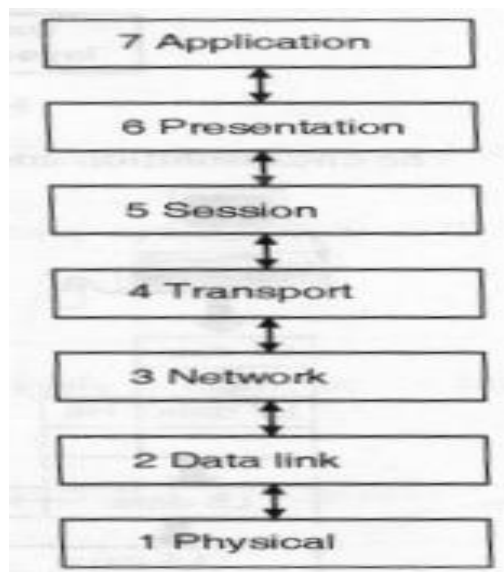 7 Application
6 Presentation
5 Session
4 Transport
3 Network
2 Data link
1 Physical